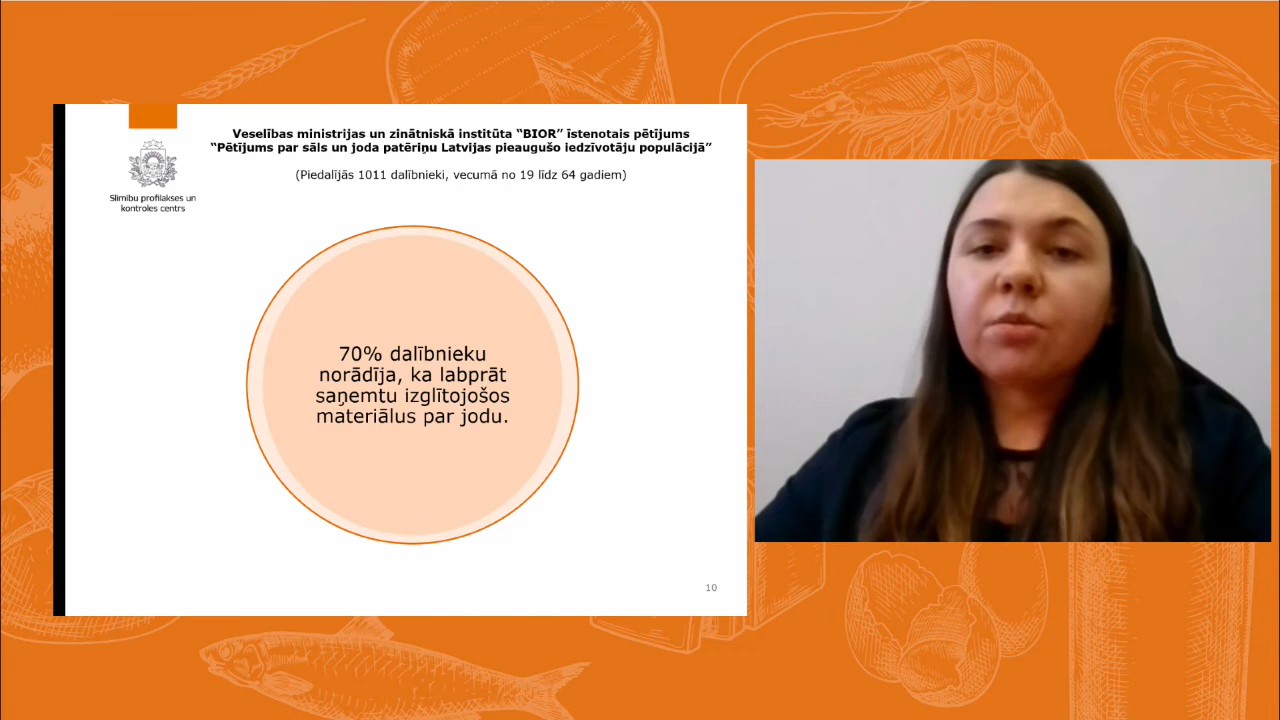 Veselības ministrijas un zinātniskā institūta “BIOR” īstenotais pētījums
“Pētījums par sāls un joda patēriņu Latvijas pieaugušo iedzīvotāju populācijā”
(Piedalījās 1011 dalībnieki, vecumā no 19 līdz 64 gadiem)
Slimību profilakses un
kontroles centrs
70% dalībnieku
norādīja, ka labprāt
saņemtu izglītojošos
materiālus par jodu.
10